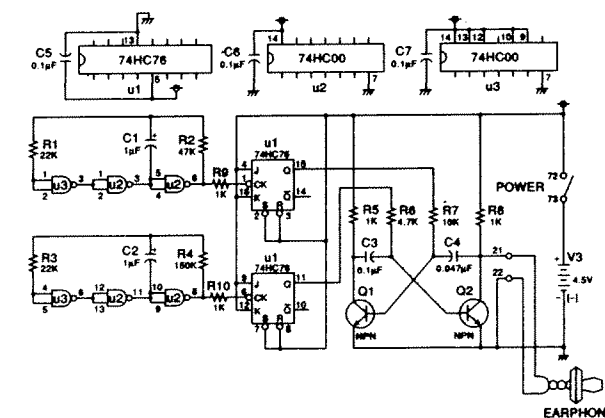 C5
0.1µF
13
74HC76
5
u1
C6
0.1µF
14
74HC00
7
u2
C7
0.1µF
14 13 12 10 9
74HC00
7
u3
R1
22K
C1
1µF
R2
47K
1
2
u3
3
1
2
u2
3
5
4
u2
6
R9
1K
u1
74HC76
4
J
Q
15
1
CK
16
K
Q
14
S R
2
3
R3
22K
C2
1µF
R4
180K
4
5
u3
6
12
13
u2
11
10
9
u2
8
R10
1K
u1
74HC76
9
J
Q
11
6
CK
12
K
Q
10
S R
7
8
R5
1K
R6
4.7K
R7
10K
R8
1K
C3
0.1µF
C4
0.047µF
Q1
NPN
Q2
NPN
21
22
POWER
72
73
V3
+
4.5V
-
[-]
EARPHON